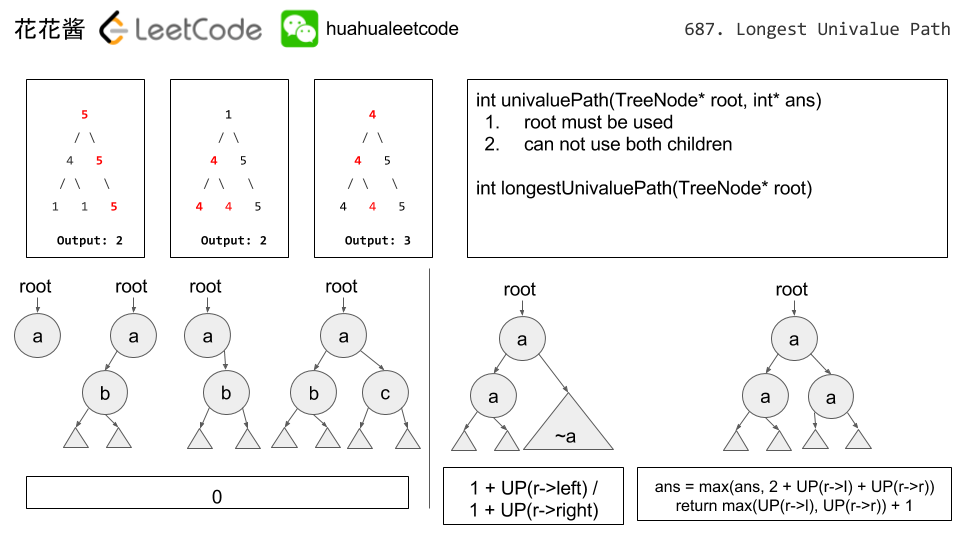 花花酱 LeetCode huahualeetcode 687. Longest Univalue Path
5
/ \
4 5
/ \ \
1 1 5
Output: 2
1
/ \
4 5
/ \ \
4 4 5
Output: 2
4
/ \
4 5
/ \ \
4 4 5
Output: 3
int univaluePath(TreeNode* root, int* ans)
1. root must be used
2. can not use both children
int longestUnivaluePath(TreeNode* root)
root root root root
a a a a
b b b c
0
root
a
a
~a
1 + UP(r->left) /
1 + UP(r->right)
root
a
a a
ans = max(ans, 2 + UP(r->l) + UP(r->r))
return max(UP(r->l), UP(r->r)) + 1